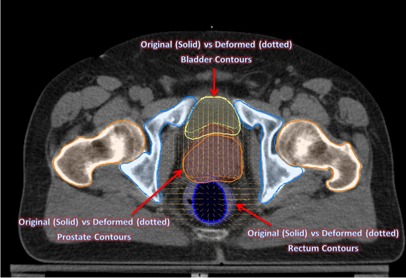 Original (Solid) vs Deformed (dotted)
Bladder Contours
Original (Solid) vs Deformed (dotted)
Prostate Contours
Original (Solid) vs Deformed (dotted)
Rectum Contours